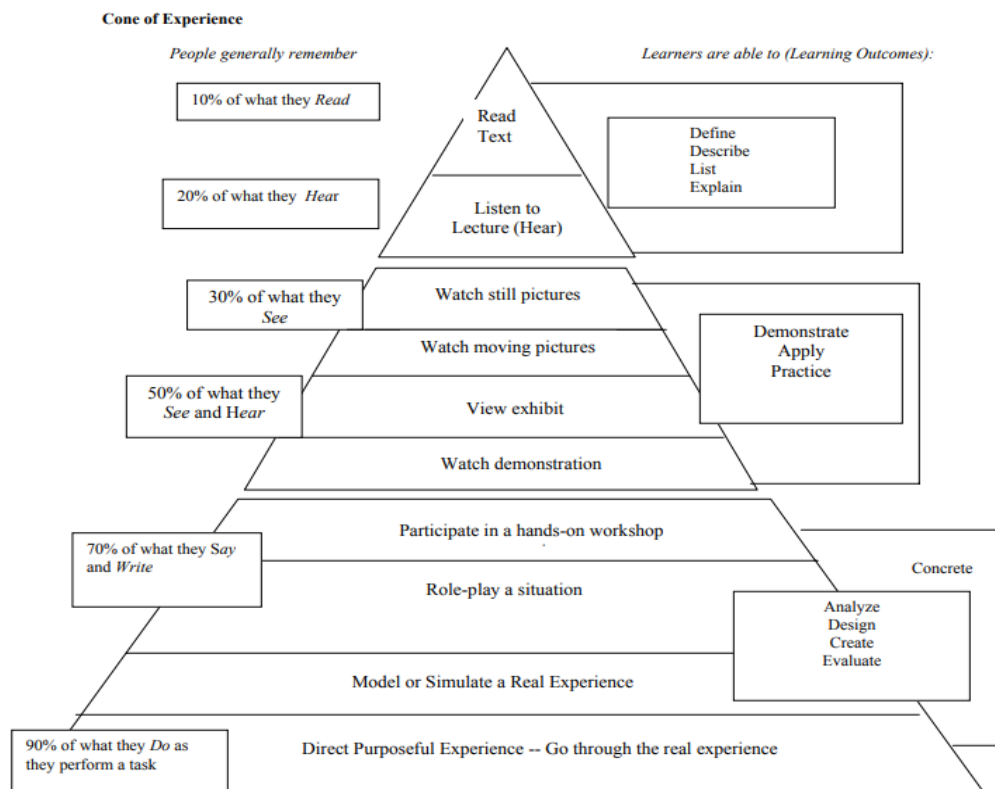 Cone of Experience
People generally remember
Learners are able to (Learning Outcomes):
10% of what they Read
Read
Text
Define
Describe
List
Explain
20% of what they Hear
Listen to
Lecture (Hear)
30% of what they
See
Watch still pictures
Watch moving pictures
Demonstrate
Apply
Practice
50% of what they
See and Hear
View exhibit
Watch demonstration
Participate in a hands-on workshop
70% of what they Say
and Write
Role-play a situation
Concrete
Analyze
Design
Create
Evaluate
Model or Simulate a Real Experience
90% of what they Do as
they perform a task
Direct Purposeful Experience -- Go through the real experience